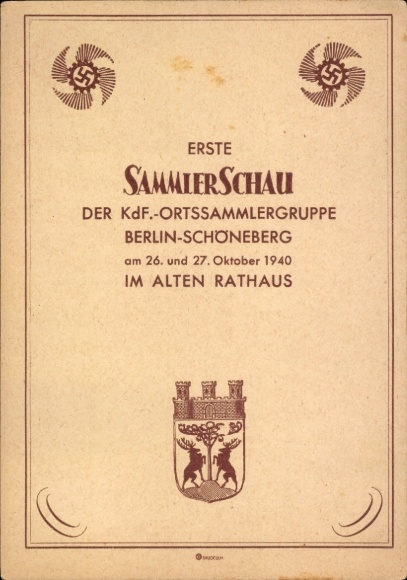 ERSTE
SAMMLERSCHAU
DER KdF.-ORTSSAMMLERGRUPPE
BERLIN-SCHÖNEBERG
am 26. und 27. Oktober 1940
IM ALTEN RATHAUS